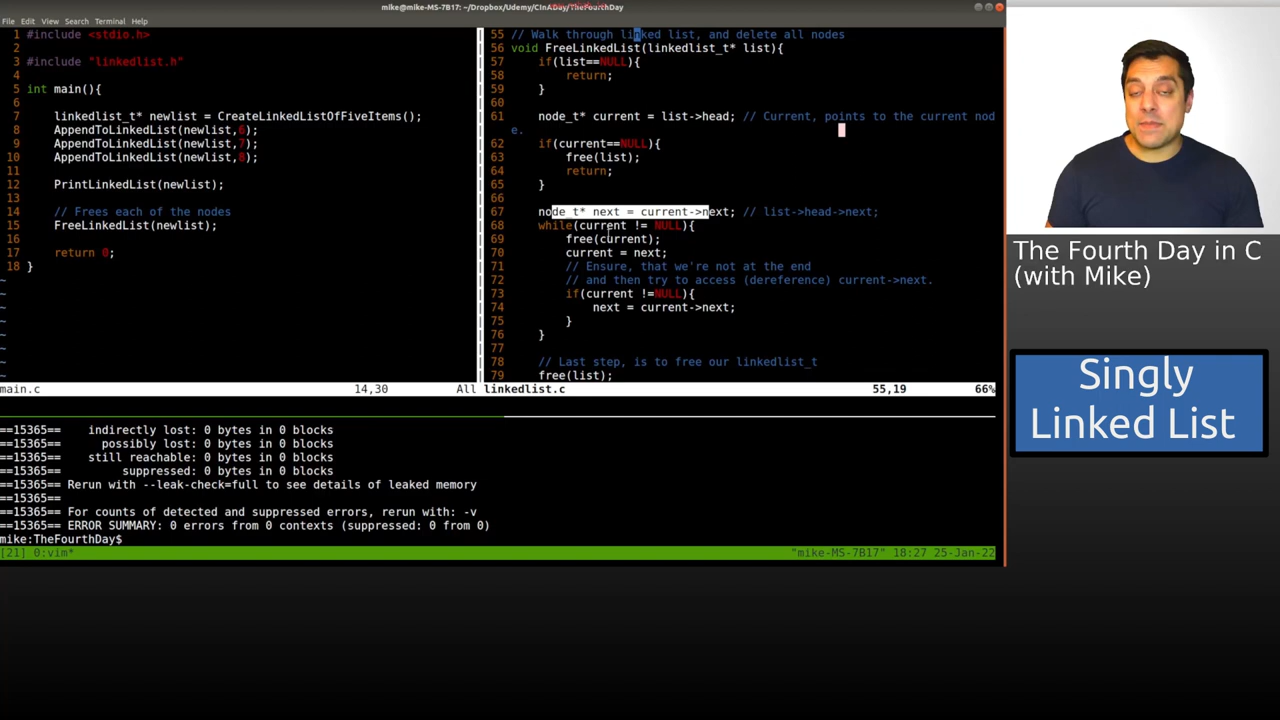 mike@mike-MS-7B17: ~/Dropbox/Udemy/CInADay/TheFourthDay
File Edit View Search Terminal Help
1 #include <stdio.h>
2
3 #include "linkedlist.h"
4
5 int main(){
6
7     linkedlist_t* newlist = CreateLinkedListOfFiveItems();
8     AppendToLinkedList(newlist,6);
9     AppendToLinkedList(newlist,7);
10     AppendToLinkedList(newlist,8);
11
12     PrintLinkedList(newlist);
13
14     // Frees each of the nodes
15     FreeLinkedList(newlist);
16
17     return 0;
18 }
~
~
~
~
~
~
~
~
main.c 14,30 All
55 // Walk through linked list, and delete all nodes
56 void FreeLinkedList(linkedlist_t* list){
57     if(list==NULL){
58         return;
59     }
60
61     node_t* current = list->head; // Current, points to the current nod
e.
62     if(current==NULL){
63         free(list);
64         return;
65     }
66
67     node_t* next = current->next; // list->head->next;
68     while(current != NULL){
69         free(current);
70         current = next;
71         // Ensure, that we're not at the end
72         // and then try to access (dereference) current->next.
73         if(current !=NULL){
74             next = current->next;
75         }
76     }
77
78     // Last step, is to free our linkedlist_t
79     free(list);
linkedlist.c 55,19 66%
==15365==    indirectly lost: 0 bytes in 0 blocks
==15365==      possibly lost: 0 bytes in 0 blocks
==15365==    still reachable: 0 bytes in 0 blocks
==15365==         suppressed: 0 bytes in 0 blocks
==15365== Rerun with --leak-check=full to see details of leaked memory
==15365==
==15365== For counts of detected and suppressed errors, rerun with: -v
==15365== ERROR SUMMARY: 0 errors from 0 contexts (suppressed: 0 from 0)
mike:TheFourthDay$
[21] 0:vim* "mike-MS-7B17" 18:27 25-Jan-22
The Fourth Day in C
(with Mike)
Singly
Linked List